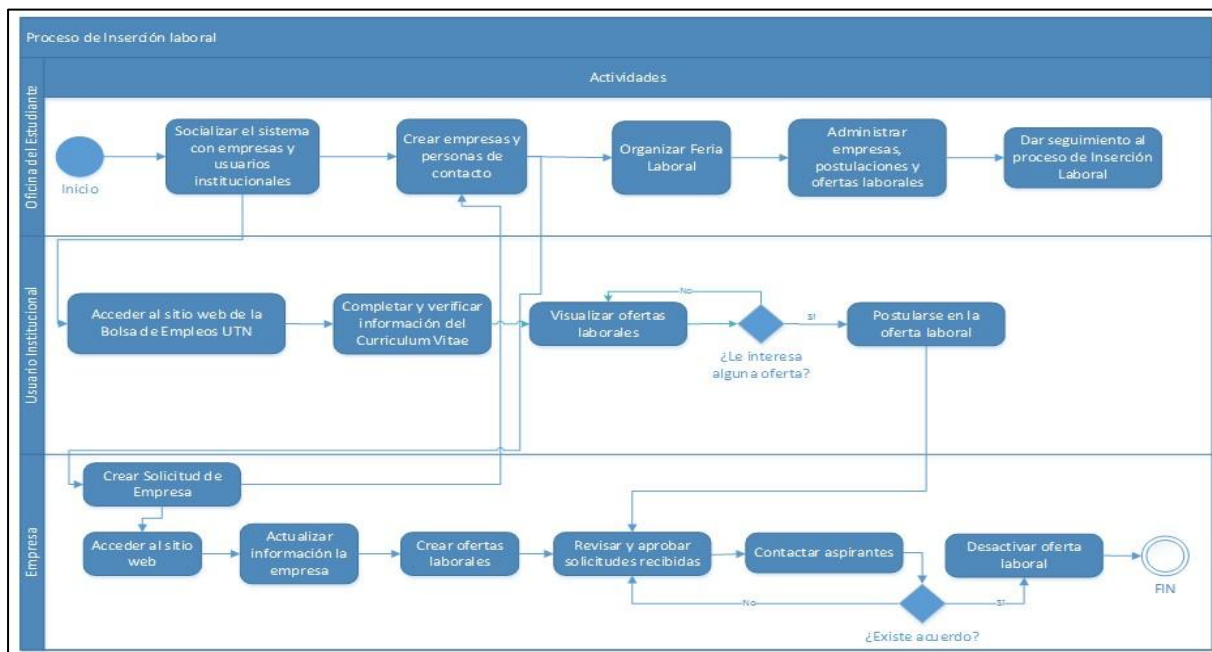 Proceso de Inserción laboral
Actividades
Oficina del Estudiante
Inicio
Socializar el sistema
con empresas y
usuarios
institucionales
Crear empresas y
personas de
contacto
Organizar Feria
Laboral
Administrar
empresas,
postulaciones y
ofertas laborales
Dar seguimiento al
proceso de Inserción
Laboral
Usuario Institucional
Acceder al sitio web de la
Bolsa de Empleos UTN
Completar y verificar
información del
Curriculum Vitae
Visualizar ofertas
laborales
No
¿Le interesa
alguna oferta?
SI
Postularse en la
oferta laboral
Empresa
Crear Solicitud de
Empresa
Acceder al sitio
web
Actualizar
información la
empresa
Crear ofertas
laborales
Revisar y aprobar
solicitudes recibidas
Contactar aspirantes
No
¿Existe acuerdo?
SI
Desactivar oferta
laboral
FIN